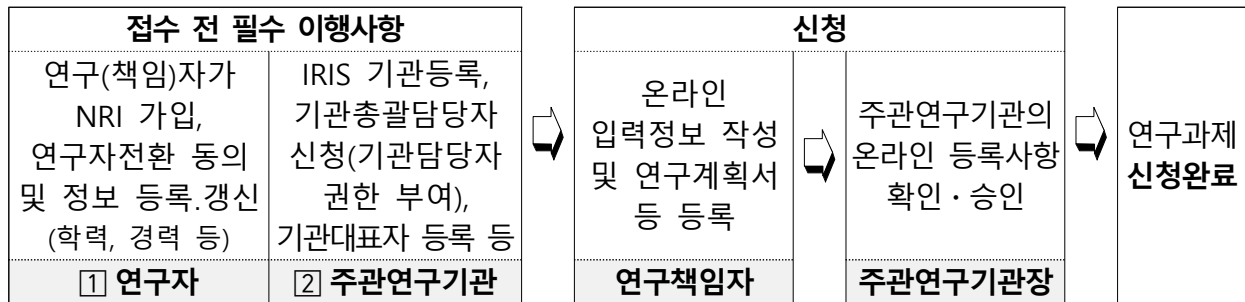 접수 전 필수 이행사항
연구(책임)자가
NRI 가입,
연구자전환 동의
및 정보 등록.갱신
(학력, 경력 등)
1 연구자
IRIS 기관등록,
기관총괄담당자
신청(기관담당자
권한 부여),
기관대표자 등록 등
2 주관연구기관
신청
온라인
입력정보 작성
및 연구계획서
등 등록
연구책임자
주관연구기관의
온라인 등록사항
확인・승인
주관연구기관장
연구과제
신청완료